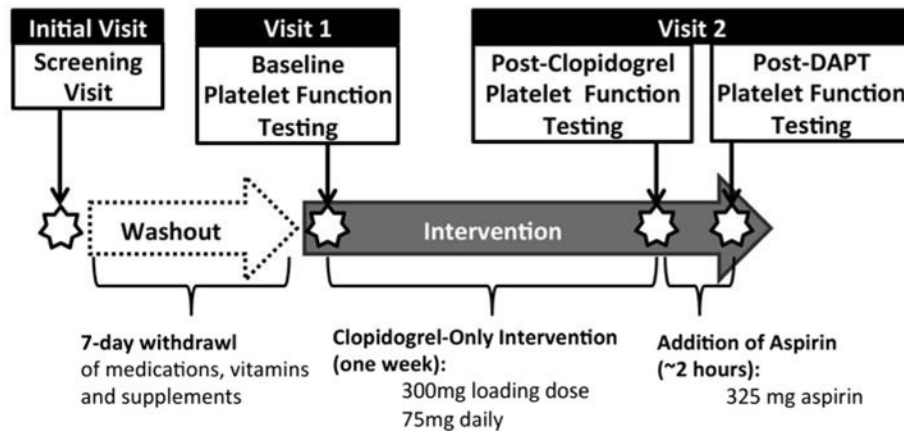 Initial Visit
Screening
Visit
Visit 1
Baseline
Platelet Function
Testing
Visit 2
Post-Clopidogrel
Platelet Function
Testing
Post-DAPT
Platelet Function
Testing
Washout
Intervention
7-day withdrawl
of medications, vitamins
and supplements
Clopidogrel-Only Intervention
(one week):
300mg loading dose
75mg daily
Addition of Aspirin
(~2 hours):
325 mg aspirin